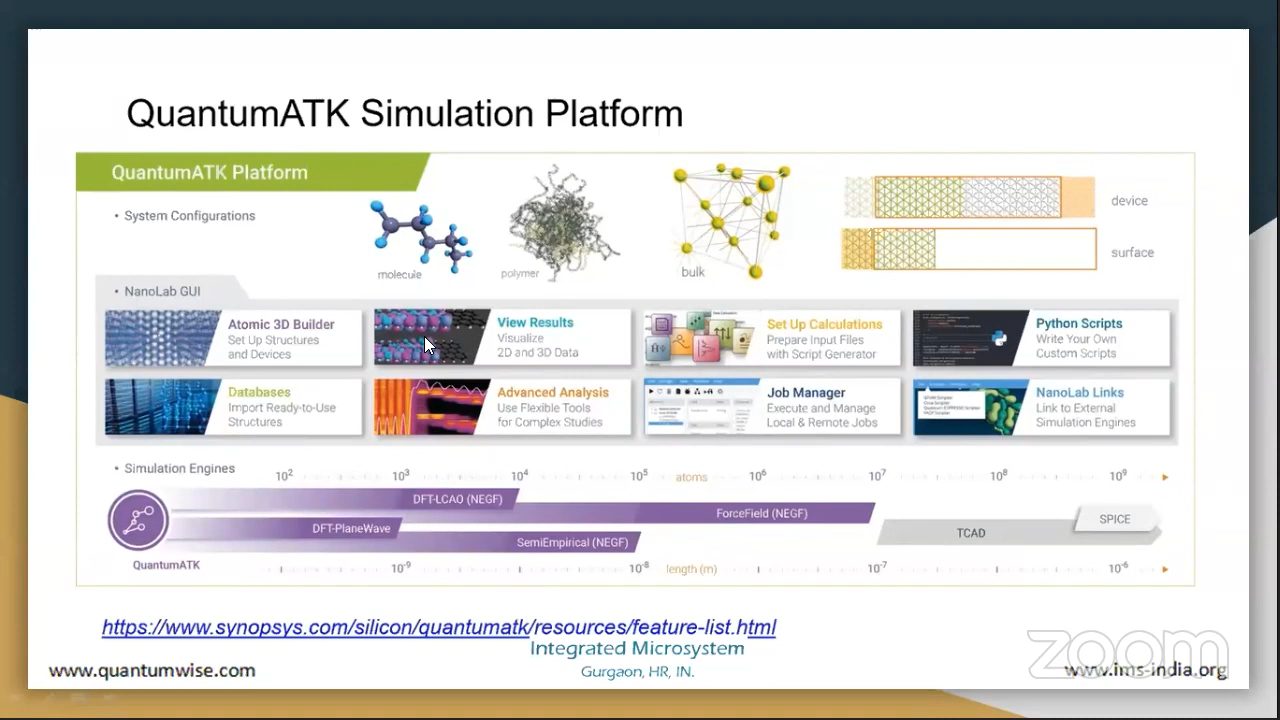 QuantumATK Simulation Platform
QuantumATK Platform
• System Configurations
molecule
polymer
bulk
device
surface
• NanoLab GUI
Atomic 3D Builder
Set Up Structures
and Devices
View Results
Visualize
2D and 3D Data
Set Up Calculations
Prepare Input Files
with Script Generator
Python Scripts
Write Your Own
Custom Scripts
Databases
Import Ready-to-Use
Structures
Advanced Analysis
Use Flexible Tools
for Complex Studies
Job Manager
Execute and Manage
Local & Remote Jobs
NanoLab Links
Link to External
Simulation Engines
• Simulation Engines
10² 10³ 10⁴ 10⁵ atoms 10⁶ 10⁷ 10⁸ 10⁹
DFT-LCAO (NEGF)
ForceField (NEGF)
SPICE
DFT-PlaneWave
TCAD
SemiEmpirical (NEGF)
QuantumATK
10⁻⁹ 10⁻⁸ length (m) 10⁻⁷ 10⁻⁶
https://www.synopsys.com/silicon/quantumatk/resources/feature-list.html
Integrated Microsystem
Gurgaon, HR, IN.
www.quantumwise.com
www.ims-india.org
zoom